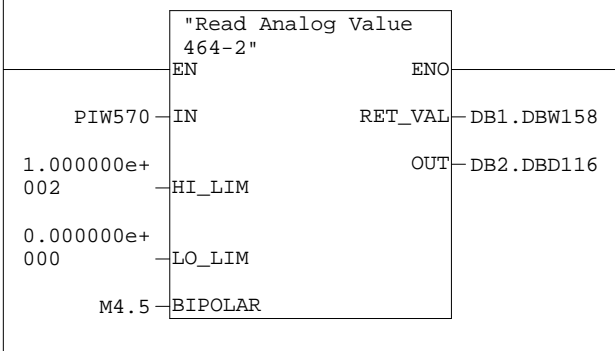 "Read Analog Value
464-2"
EN ENO
PIW570 IN RET_VAL DB1.DBW158
OUT DB2.DBD116
1.000000e+
002 HI_LIM
0.000000e+
000 LO_LIM
M4.5 BIPOLAR